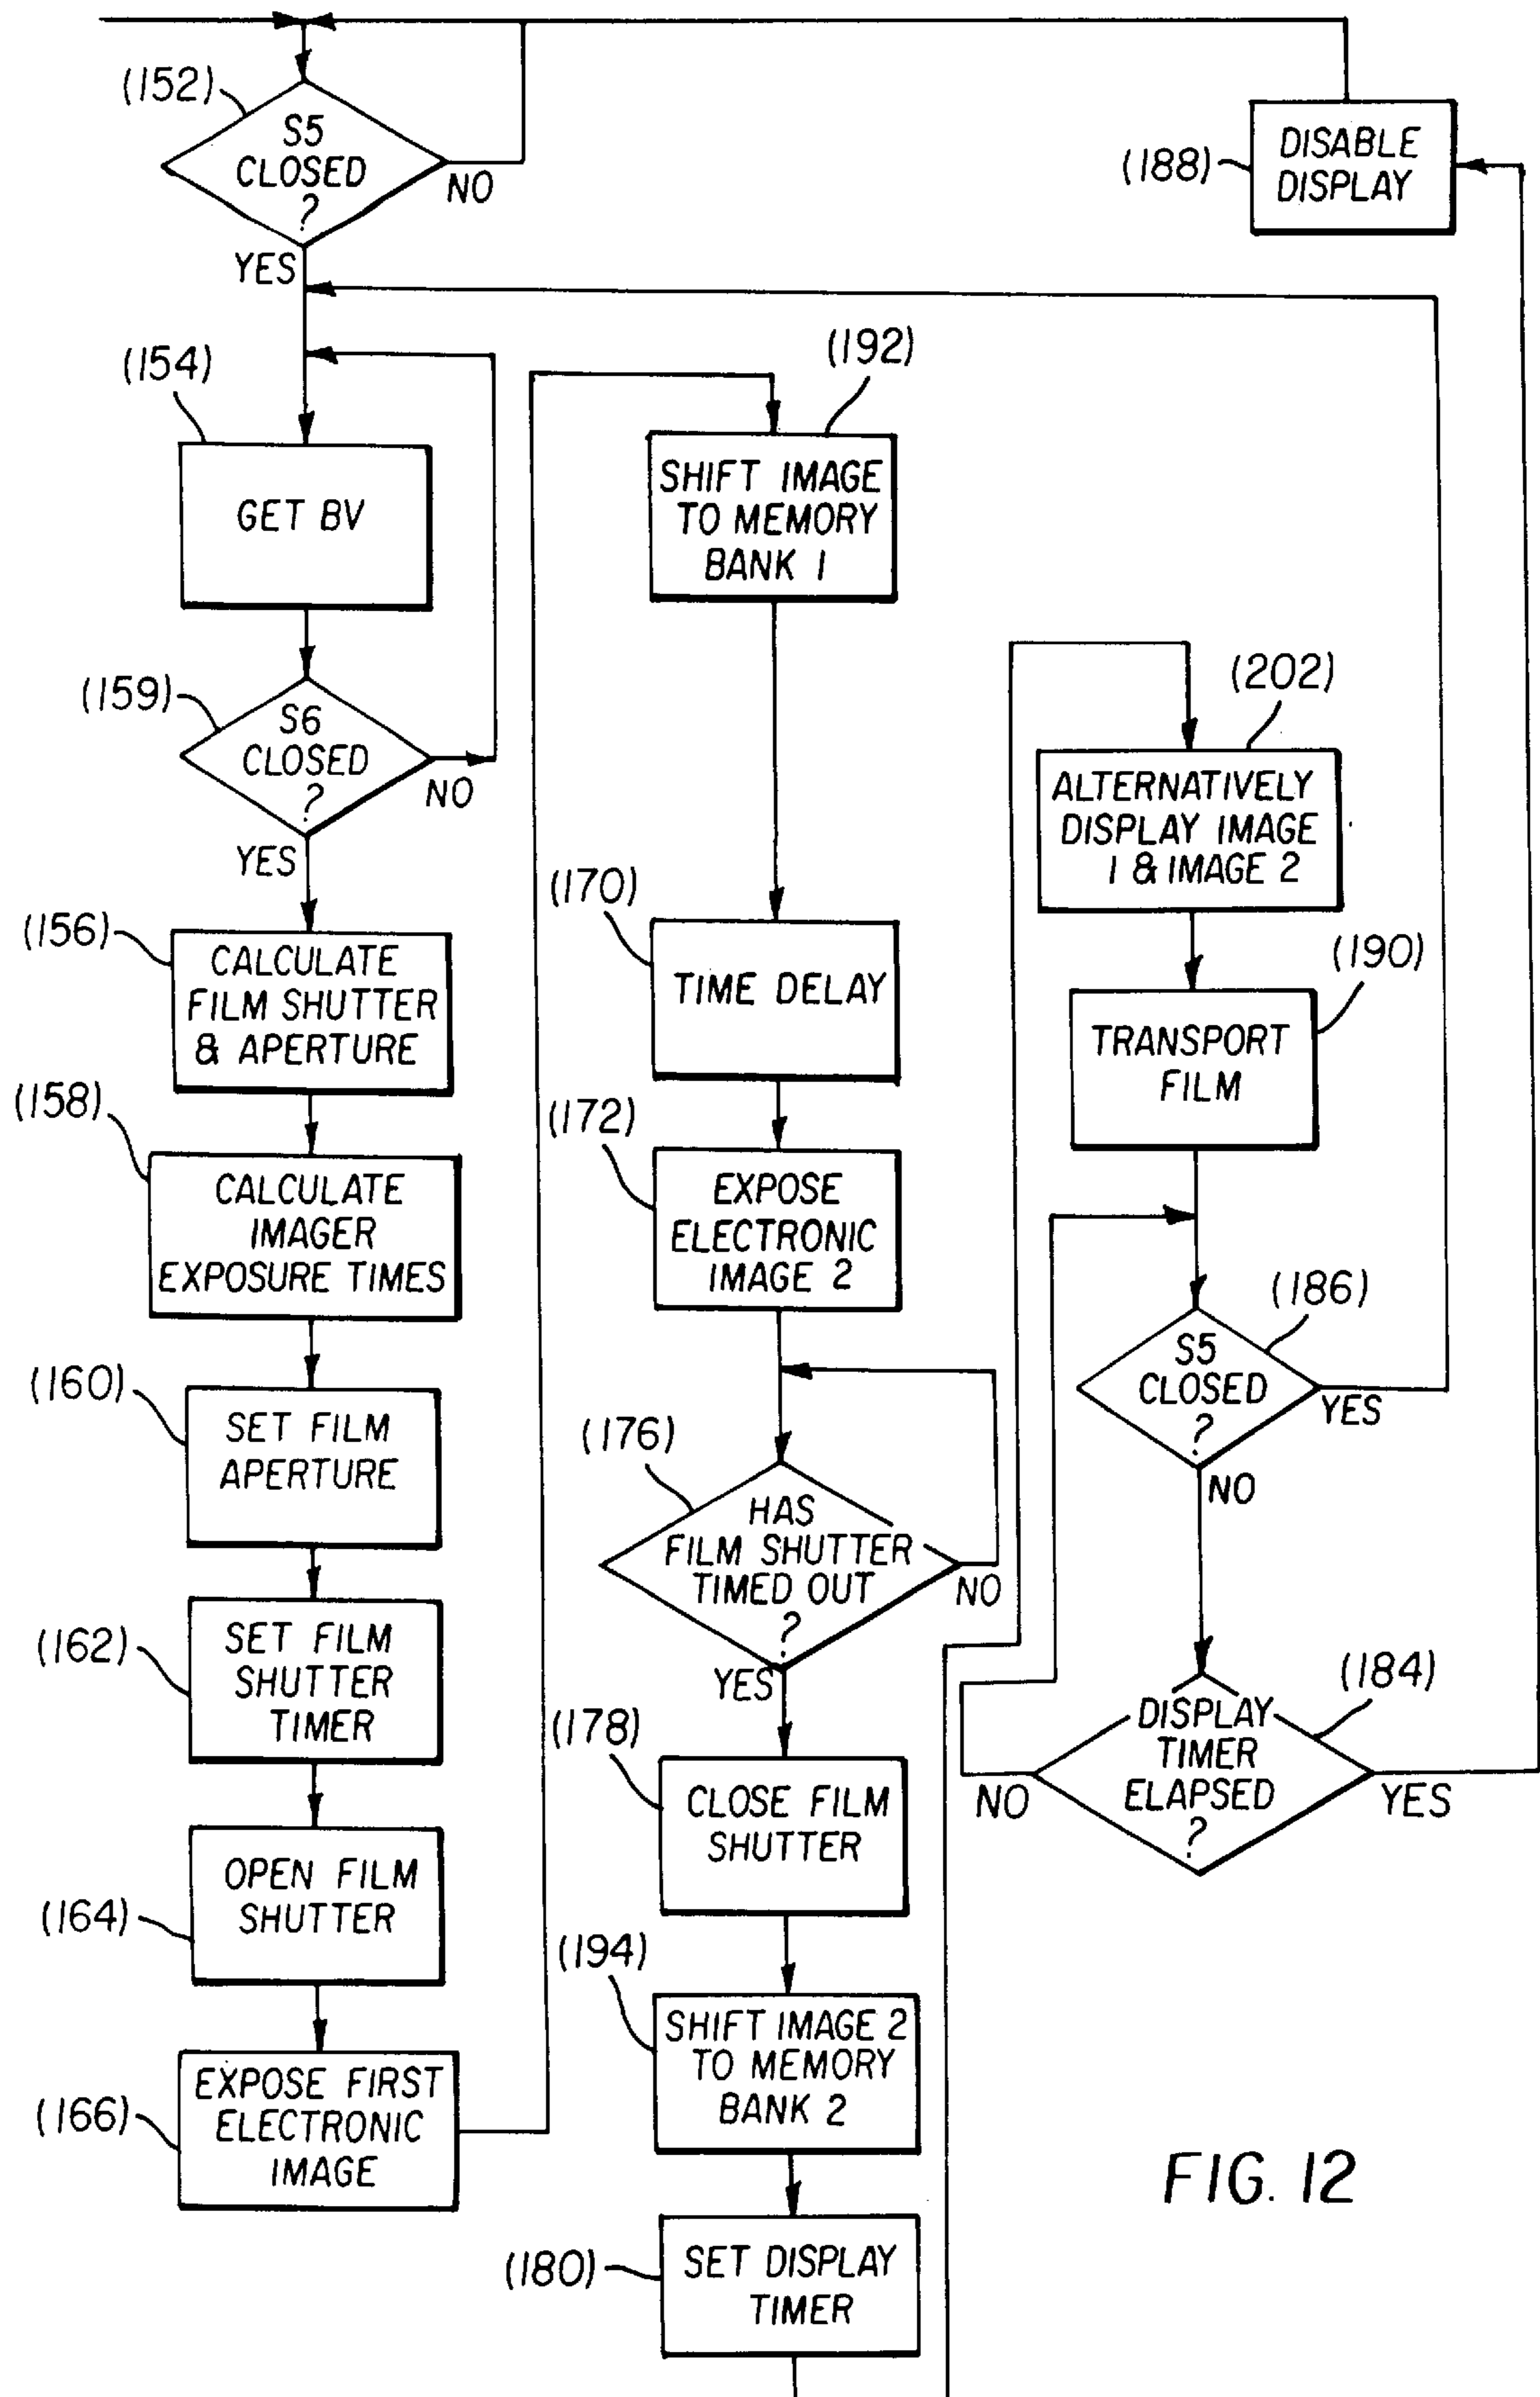 (152)
S5
CLOSED
?
NO
YES
(188)
DISABLE
DISPLAY
(154)
GET BV
(159)
S6
CLOSED
?
NO
YES
(156)
CALCULATE
FILM SHUTTER
& APERTURE
(158)
CALCULATE
IMAGER
EXPOSURE TIMES
(160)
SET FILM
APERTURE
(162)
SET FILM
SHUTTER
TIMER
(164)
OPEN FILM
SHUTTER
(166)
EXPOSE FIRST
ELECTRONIC
IMAGE
(192)
SHIFT IMAGE
TO MEMORY
BANK 1
(170)
TIME DELAY
(172)
EXPOSE
ELECTRONIC
IMAGE 2
(176)
HAS
FILM SHUTTER
TIMED OUT
?
NO
YES
(178)
CLOSE FILM
SHUTTER
(194)
SHIFT IMAGE 2
TO MEMORY
BANK 2
(180)
SET DISPLAY
TIMER
(202)
ALTERNATIVELY
DISPLAY IMAGE
1 & IMAGE 2
(190)
TRANSPORT
FILM
(186)
S5
CLOSED
?
YES
NO
(184)
DISPLAY
TIMER
ELAPSED
?
NO
YES
FIG. 12